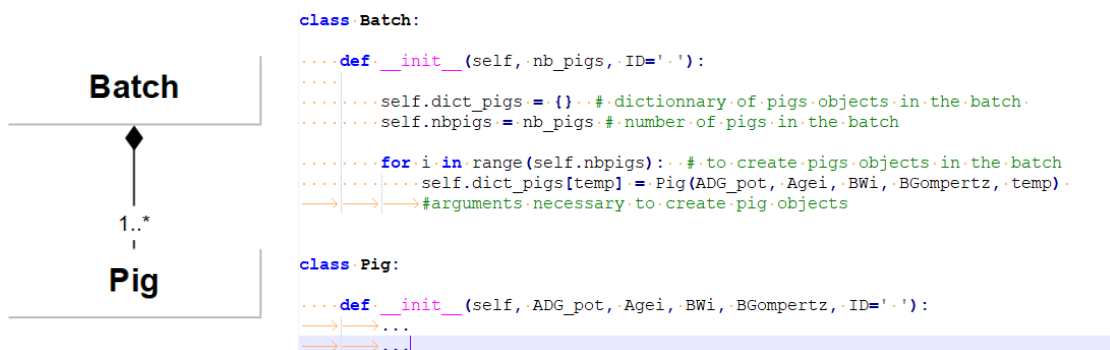 Batch
1..*
Pig
class Batch:
def __init__(self, nb_pigs, ID=' '):
self.dict_pigs = {}  # dictionnary of pigs objects in the batch
self.nbpigs = nb_pigs # number of pigs in the batch
for i in range(self.nbpigs):  # to create pigs objects in the batch
self.dict_pigs[temp] = Pig(ADG_pot, Agei, BWi, BGompertz, temp)
#arguments necessary to create pig objects
class Pig:
def __init__(self, ADG_pot, Agei, BWi, BGompertz, ID=' '):
...
...